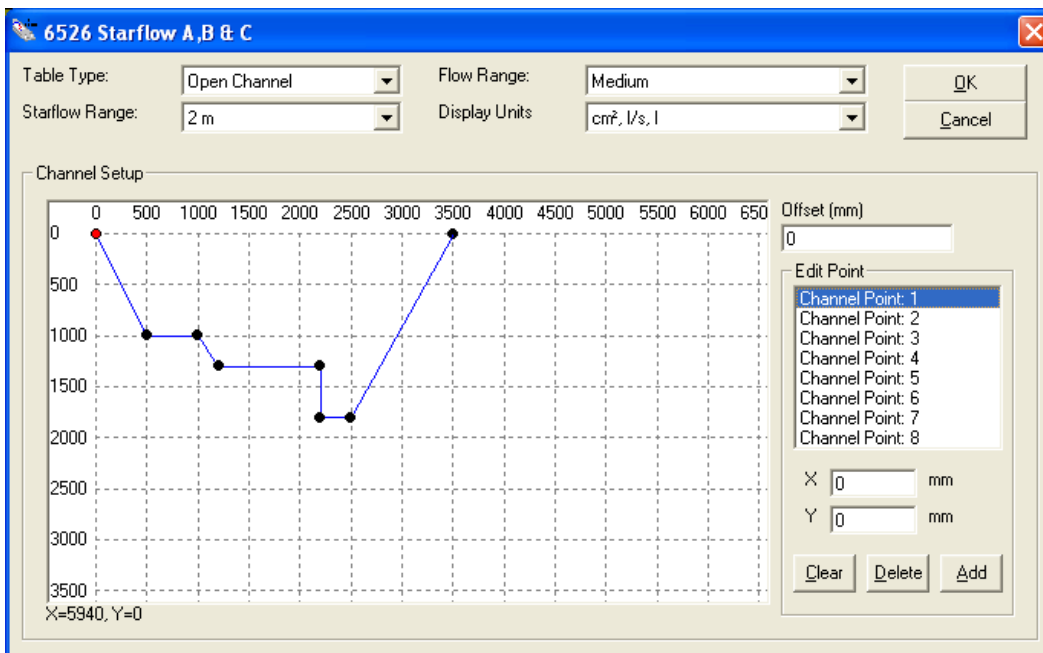 6526 Starflow A,B & C
Table Type: Open Channel Flow Range: Medium OK
Starflow Range: 2 m Display Units cm², l/s, l Cancel
Channel Setup
0 500 1000 1500 2000 2500 3000 3500 4000 4500 5000 5500 6000 650
0
500
1000
1500
2000
2500
3000
3500
X=5940, Y=0
Offset (mm)
0
Edit Point
Channel Point: 1
Channel Point: 2
Channel Point: 3
Channel Point: 4
Channel Point: 5
Channel Point: 6
Channel Point: 7
Channel Point: 8
X 0 mm
Y 0 mm
Clear Delete Add